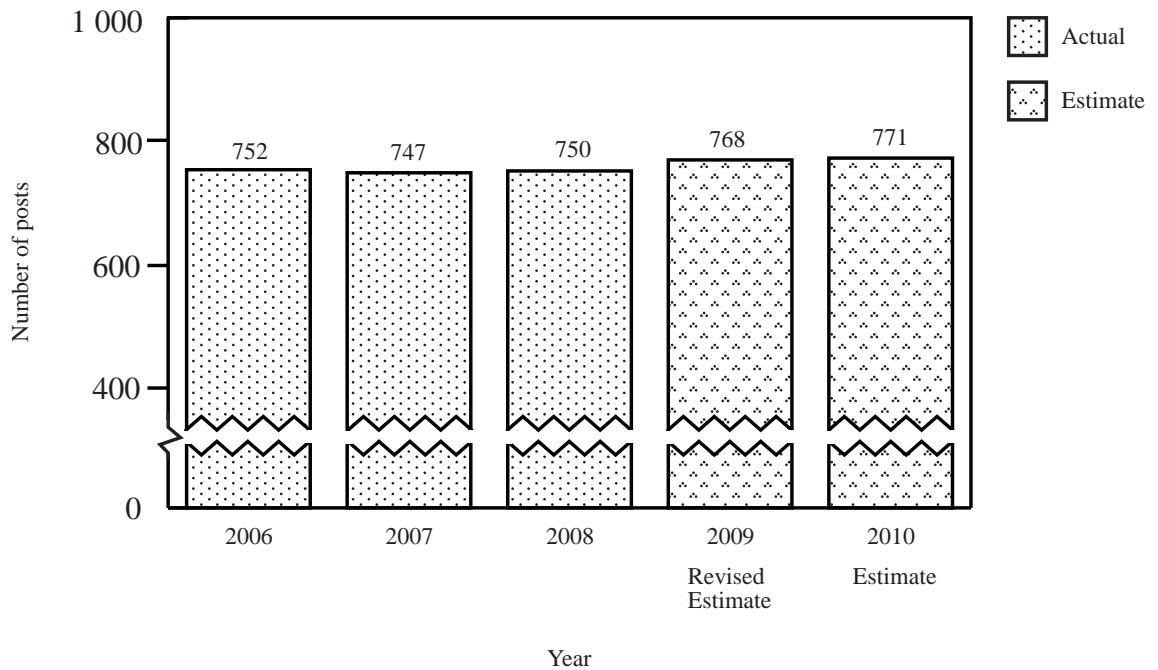 1 000
800
600
400
0
Number of posts
752
747
750
768
771
2006
2007
2008
2009
2010
Revised
Estimate
Estimate
Year
Actual
Estimate